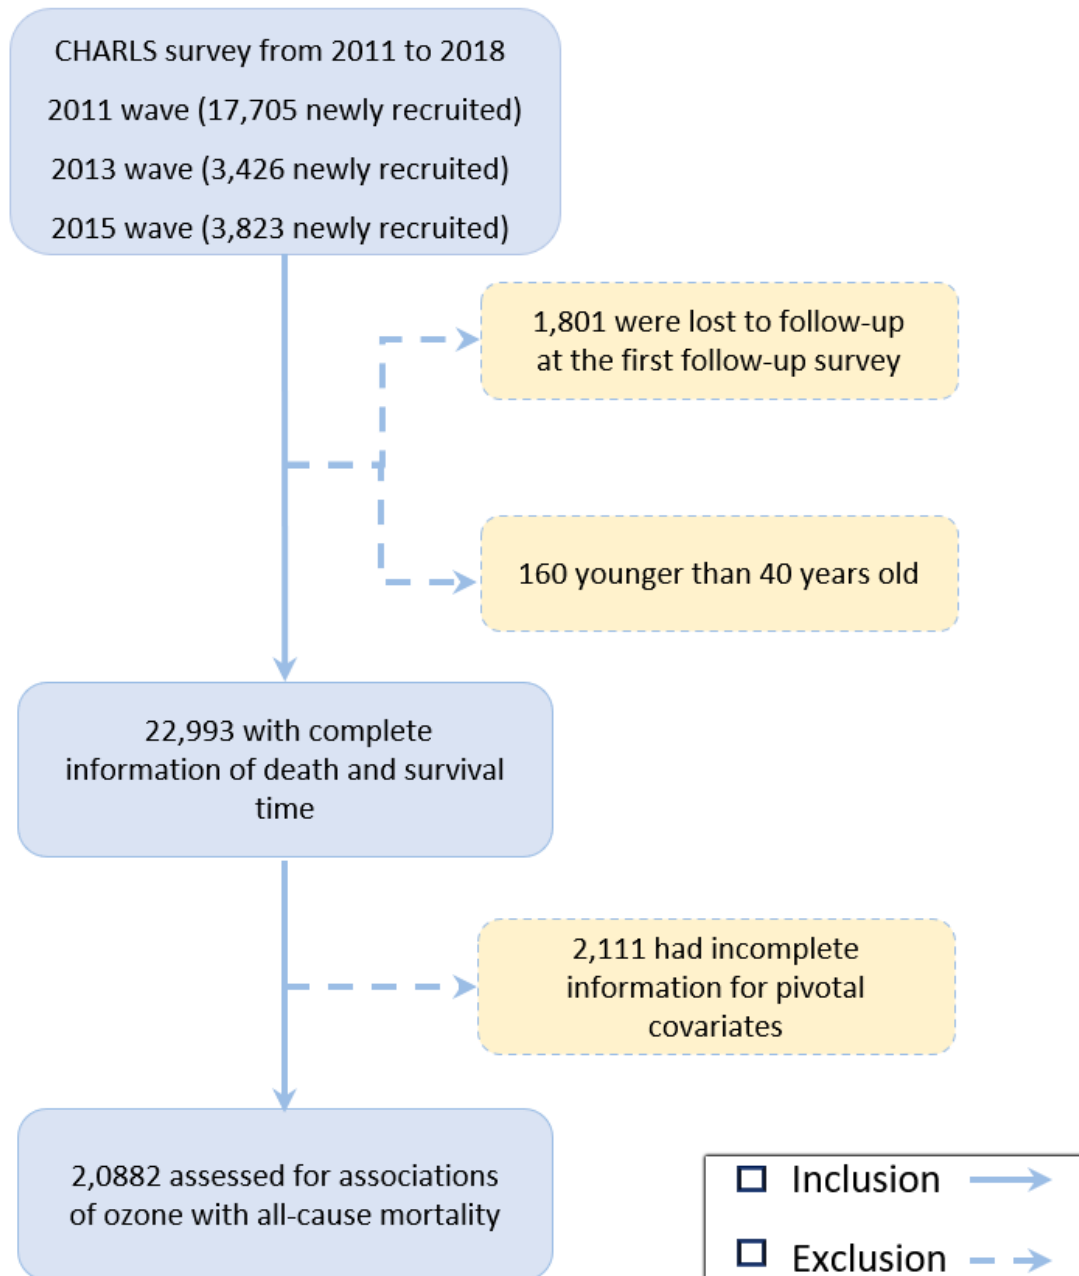 CHARLS survey from 2011 to 2018
2011 wave (17,705 newly recruited)
2013 wave (3,426 newly recruited)
2015 wave (3,823 newly recruited)
1,801 were lost to follow-up
at the first follow-up survey
160 younger than 40 years old
22,993 with complete
information of death and survival
time
2,111 had incomplete
information for pivotal
covariates
2,0882 assessed for associations
of ozone with all-cause mortality
Inclusion
Exclusion